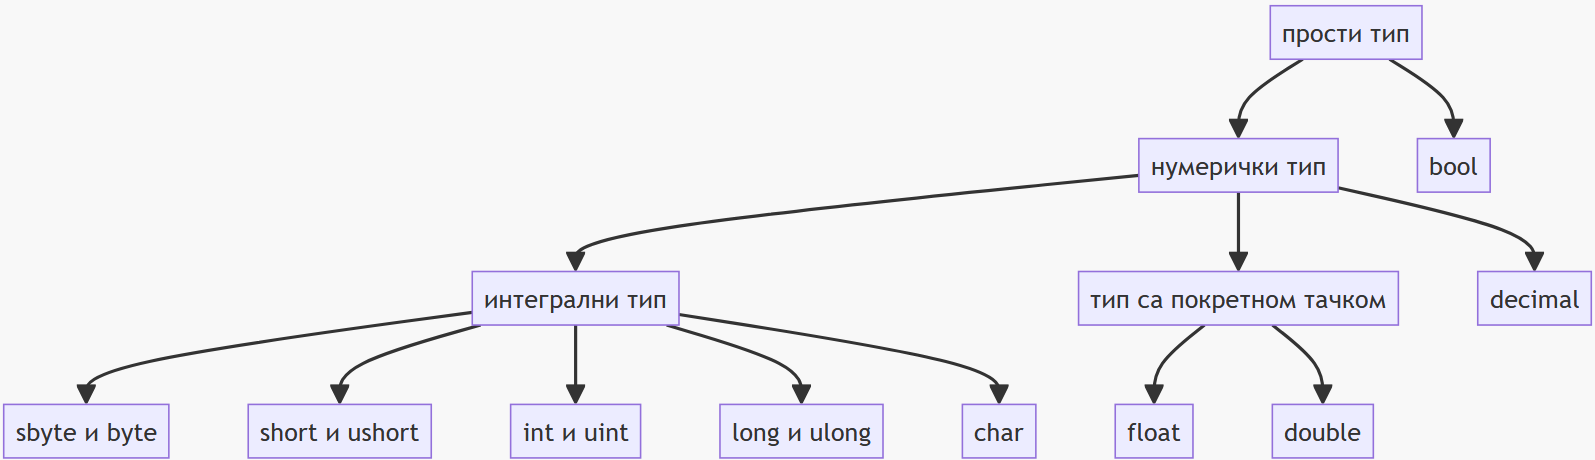 прости тип
нумерички тип
bool
интегрални тип
тип са покретном тачком
decimal
sbyte и byte
short и ushort
int и uint
long и ulong
char
float
double